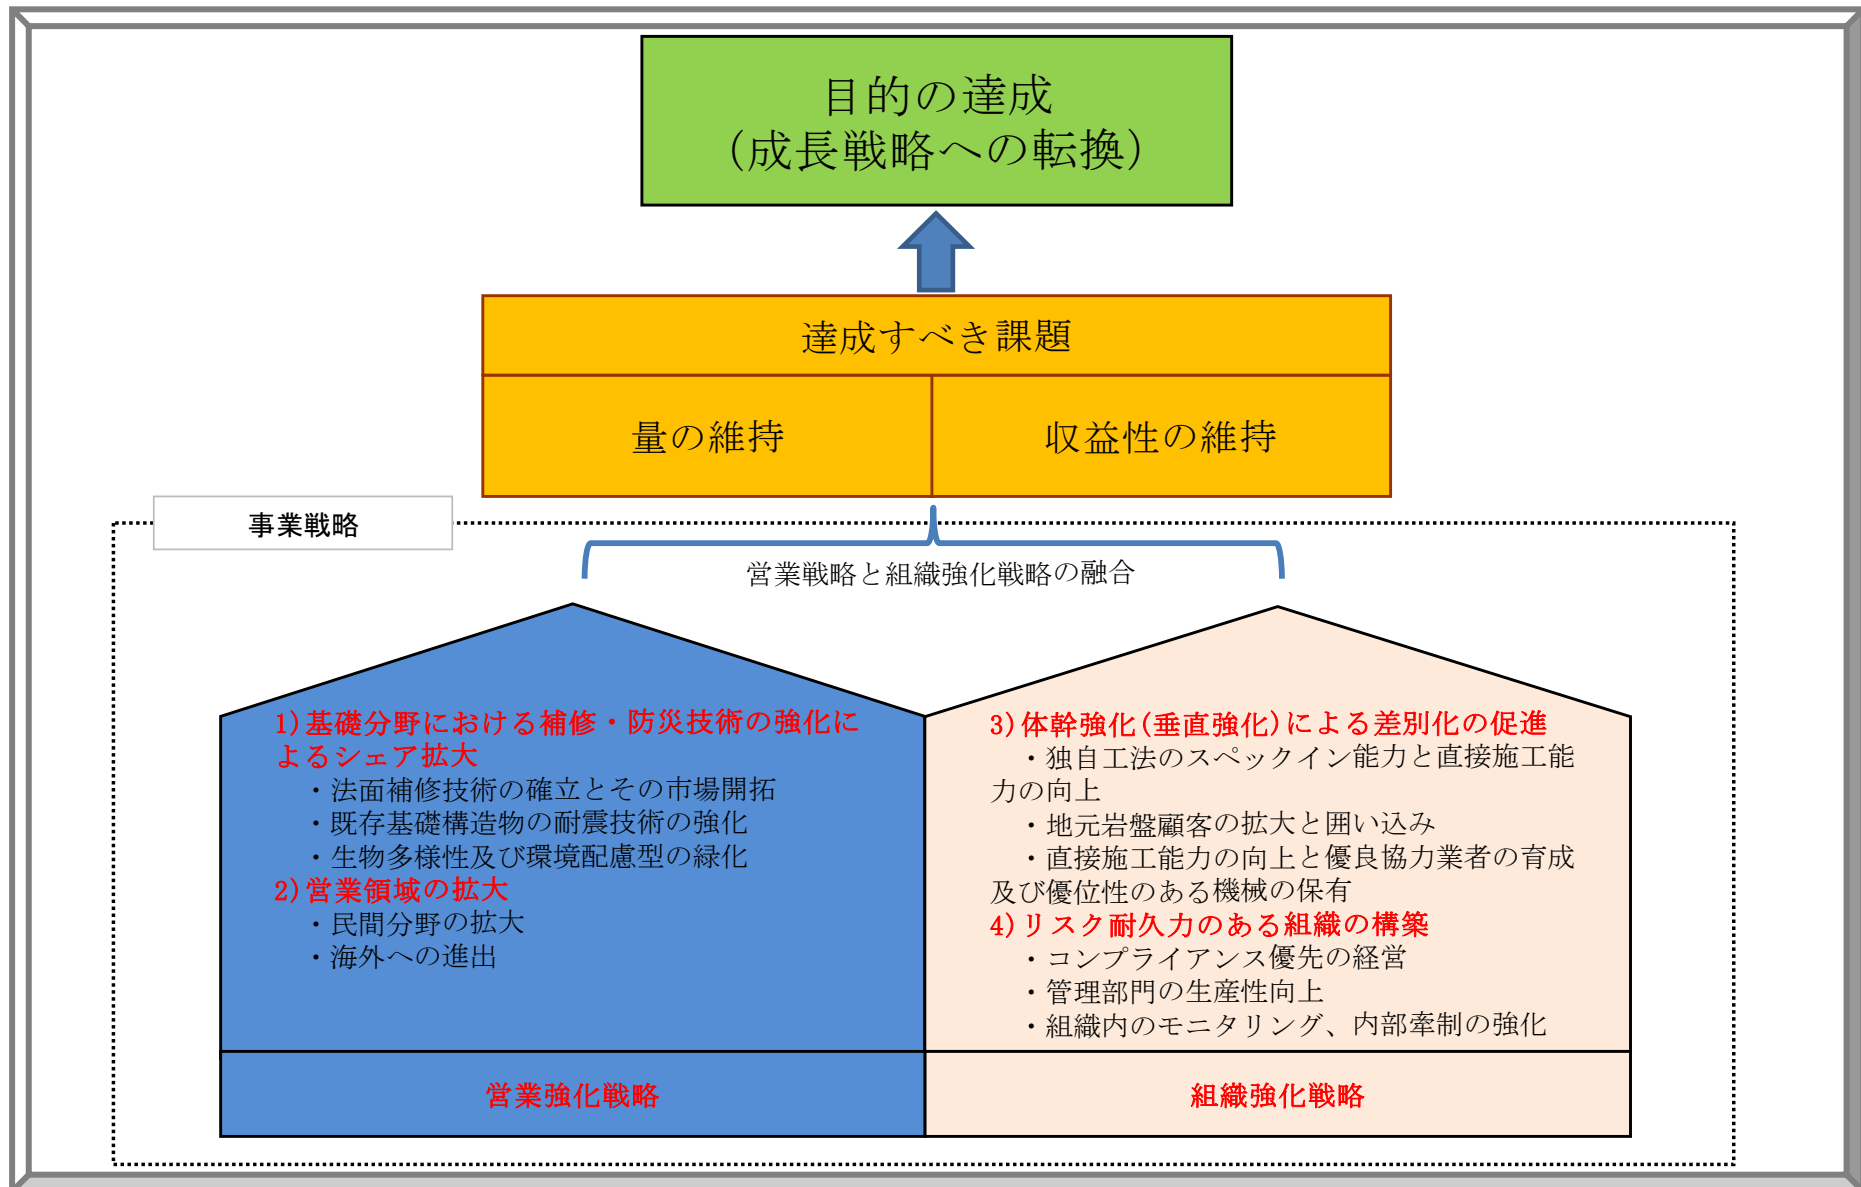 目的の達成
(成長戦略への転換)
達成すべき課題
量の維持
収益性の維持
事業戦略
営業戦略と組織強化戦略の融合
1)基礎分野における補修・防災技術の強化に
よるシェア拡大
・法面補修技術の確立とその市場開拓
・既存基礎構造物の耐震技術の強化
・生物多様性及び環境配慮型の緑化
2)営業領域の拡大
・民間分野の拡大
・海外への進出
営業強化戦略
3)体幹強化(垂直強化)による差別化の促進
・独自工法のスペックイン能力と直接施工能
力の向上
・地元岩盤顧客の拡大と囲い込み
・直接施工能力の向上と優良協力業者の育成
及び優位性のある機械の保有
4)リスク耐久力のある組織の構築
・コンプライアンス優先の経営
・管理部門の生産性向上
・組織内のモニタリング、内部牽制の強化
組織強化戦略